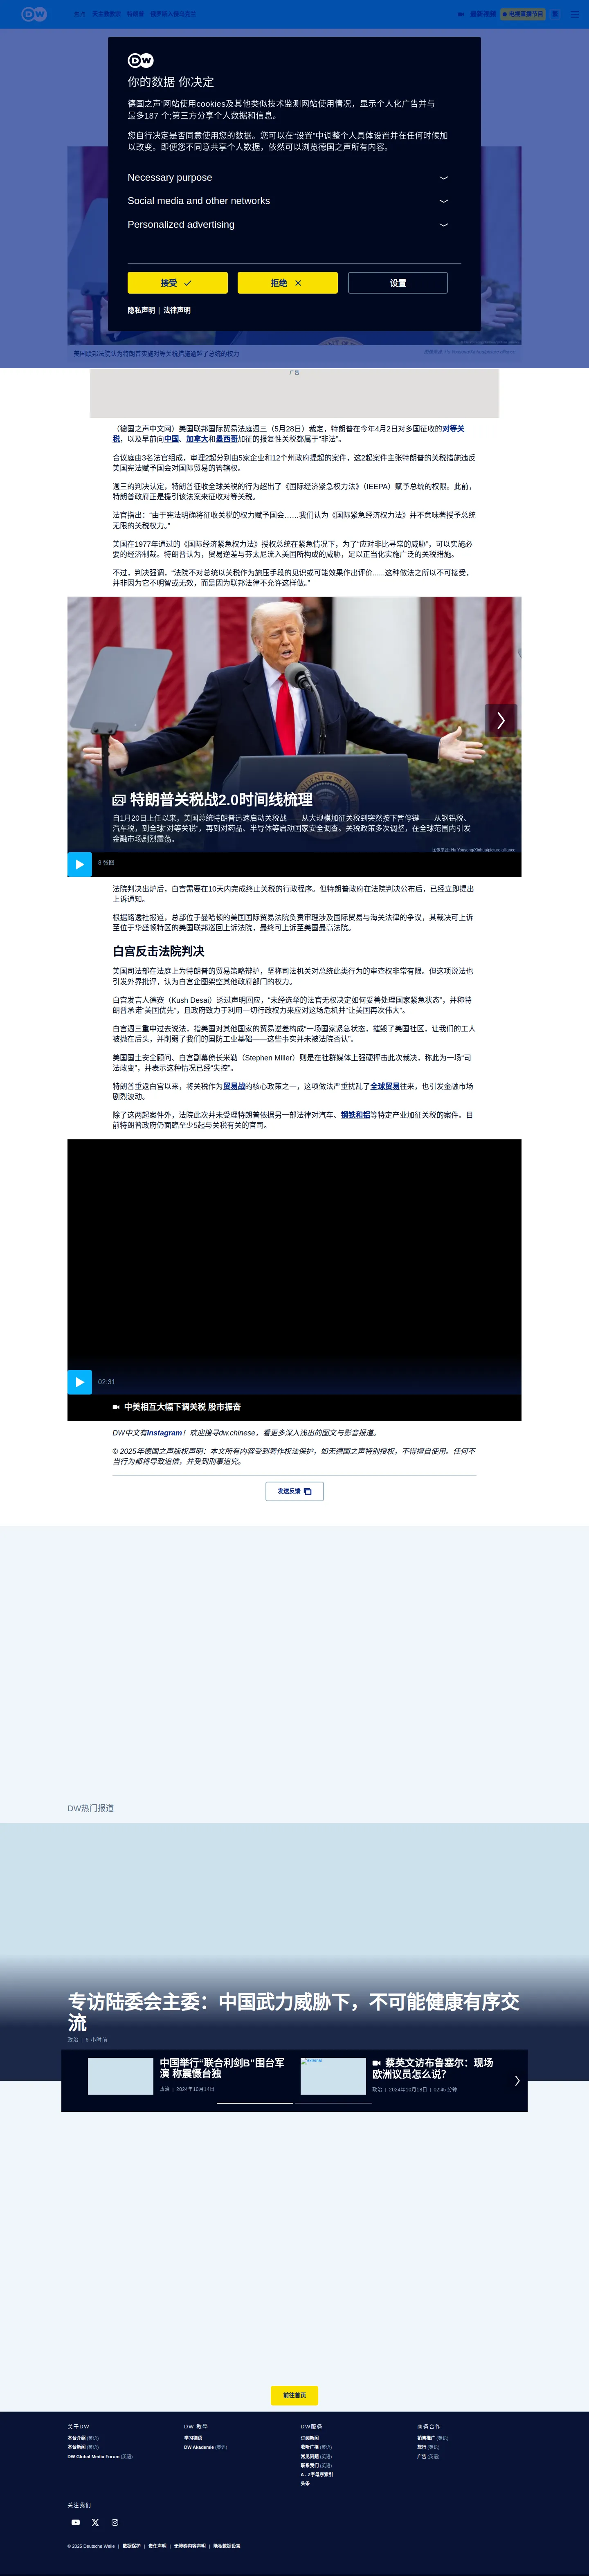 DW
最新视频
电视直播节目
DW
你的数据 你决定
德国之声'网站使用cookies及其他类似技术监测网站使用情况，显示个人化广告并与
最多187 个;第三方分享个人数据和信息。
您自行决定是否同意使用您的数据。您可以在“设置”中调整个人具体设置并在任何时候加
以改变。即便您不同意共享个人数据，依然可以浏览德国之声所有内容。
Necessary purpose
Social media and other networks
Personalized advertising
接受
拒绝
设置
隐私声明 | 法律声明
美国联邦法院认为特朗普实施对等关税措施逾越了总统的权力
广告
（德国之声中文网）美国联邦国际贸易法庭週三（5月28日）裁定，特朗普在今年4月2日对多国征收的对等关
税，以及早前向中国、加拿大和墨西哥加征的报复性关税都属于“非法”。
合议庭由3名法官组成，审理2起分别由5家企业和12个州政府提起的案件，这2起案件主张特朗普的关税措施违反
美国宪法赋予国会对国际贸易的管辖权。
週三的判决认定，特朗普征收全球关税的行为超出了《国际经济紧急权力法》（IEEPA）赋予总统的权限。此前，
特朗普政府正是援引该法案来征收对等关税。
法官指出：“由于宪法明确将征收关税的权力赋予国会……我们认为《国际紧急经济权力法》并不意味著授予总统
无限的关税权力。”
美国在1977年通过的《国际经济紧急权力法》授权总统在紧急情况下，为了“应对非比寻常的威胁”，可以实施必
要的经济制裁。特朗普认为，贸易逆差与芬太尼流入美国所构成的威胁，足以正当化实施广泛的关税措施。
不过，判决强调，“法院不对总统以关税作为施压手段的见识或可能效果作出评价......这种做法之所以不可接受，
并非因为它不明智或无效，而是因为联邦法律不允许这样做。”
特朗普关税战2.0时间线梳理
自1月20日上任以来，美国总统特朗普迅速启动关税战——从大规模加征关税到突然按下暂停键——从钢铝税、
汽车税，到全球“对等关税”，再到对药品、半导体等启动国家安全调查。关税政策多次调整，在全球范围内引发
金融市场剧烈震荡。
图像来源: Hu Yousong/Xinhua/picture alliance
8 张图
法院判决出炉后，白宫需要在10天内完成终止关税的行政程序。但特朗普政府在法院判决公布后，已经立即提出
上诉通知。
根据路透社报道，总部位于曼哈顿的美国国际贸易法院负责审理涉及国际贸易与海关法律的争议，其裁决可上诉
至位于华盛顿特区的美国联邦巡回上诉法院，最终可上诉至美国最高法院。
白宫反击法院判决
美国司法部在法庭上为特朗普的贸易策略辩护，坚称司法机关对总统此类行为的审查权非常有限。但这项说法也
引发外界批评，认为白宫企图架空其他政府部门的权力。
白宫发言人德赛（Kush Desai）透过声明回应，“未经选举的法官无权决定如何妥善处理国家紧急状态”，并称特
朗普承诺“美国优先”，且政府致力于利用一切行政权力来应对这场危机并“让美国再次伟大”。
白宫週三重申过去说法，指美国对其他国家的贸易逆差构成“一场国家紧急状态，摧毁了美国社区，让我们的工人
被抛在后头，并削弱了我们的国防工业基础——这些事实并未被法院否认”。
美国国土安全顾问、白宫副幕僚长米勒（Stephen Miller）则是在社群媒体上强硬抨击此次裁决，称此为一场“司
法政变”，并表示这种情况已经“失控”。
特朗普重返白宫以来，将关税作为贸易战的核心政策之一，这项做法严重扰乱了全球贸易往来，也引发金融市场
剧烈波动。
除了这两起案件外，法院此次并未受理特朗普依据另一部法律对汽车、钢铁和铝等特定产业加征关税的案件。目
前特朗普政府仍面临至少5起与关税有关的官司。
02:31
中美相互大幅下调关税 股市振奋
DW中文有Instagram！欢迎搜寻dw.chinese，看更多深入浅出的图文与影音报道。
© 2025年德国之声版权声明：本文所有内容受到著作权法保护，如无德国之声特别授权，不得擅自使用。任何不
当行为都将导致追偿，并受到刑事追究。
发送反馈
DW热门报道
专访陆委会主委：中国武力威胁下，不可能健康有序交
流
政治 | 8 小时前
中国举行“联合利剑B”围台军
演 称震慑台独
政治 | 2024年10月14日
蔡英文访布鲁塞尔：现场
欧洲议员怎么说？
政治 | 2024年10月18日 | 02:45 分钟
前往首页
关于DW
本台介绍 (英语)
本台新闻 (英语)
DW Global Media Forum (英语)
DW 教學
学习德语
DW Akademie (英语)
DW服务
订阅新闻
收听广播 (英语)
常见问题 (英语)
联系我们 (英语)
A - Z字母序索引
头条
商务合作
销售推广 (英语)
旅行 (英语)
广告 (英语)
关注我们
© 2025 Deutsche Welle | 数据保护 | 责任声明 | 无障碍内容声明 | 隐私数据设置